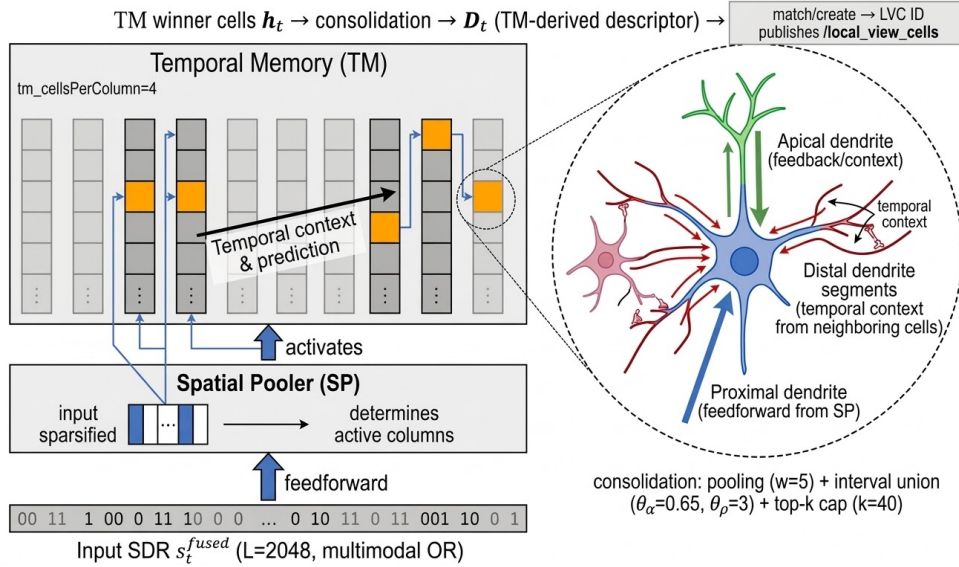 TM winner cells h_t → consolidation → D_t (TM-derived descriptor) →
match/create → LVC ID
publishes /local_view_cells
Temporal Memory (TM)
tm_cellsPerColumn=4
Temporal context
& prediction
activates
Spatial Pooler (SP)
input
sparsified
...
determines
active columns
feedforward
00 11 1 00 0 11 10 0 0 ... 0 10 11 0 11 001 10 0 1
Input SDR s_t^{fused} (L=2048, multimodal OR)
Apical dendrite
(feedback/context)
temporal
context
Distal dendrite
segments
(temporal context
from neighboring cells)
Proximal dendrite
(feedforward from SP)
consolidation: pooling (w=5) + interval union
(θ_α=0.65, θ_ρ=3) + top-k cap (k=40)